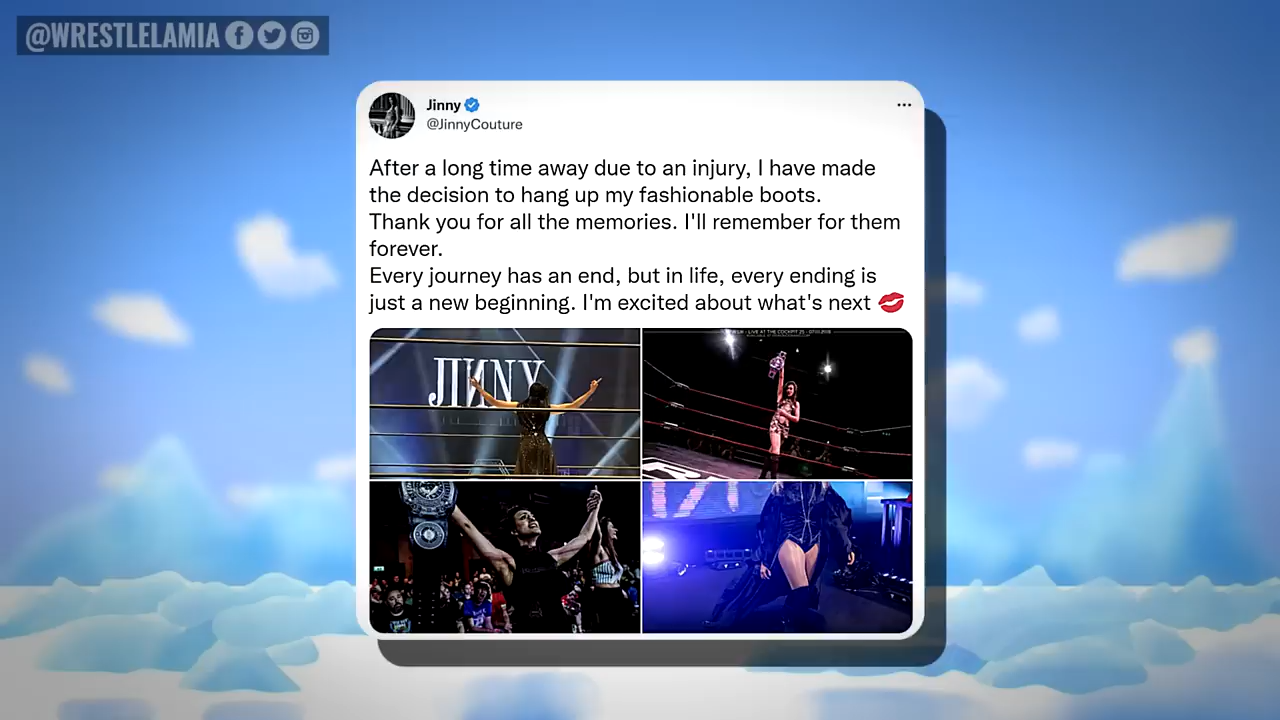 @WRESTLELAMIA
Jinny
@JinnyCouture
After a long time away due to an injury, I have made
the decision to hang up my fashionable boots.
Thank you for all the memories. I'll remember for them
forever.
Every journey has an end, but in life, every ending is
just a new beginning. I'm excited about what's next
JINNY